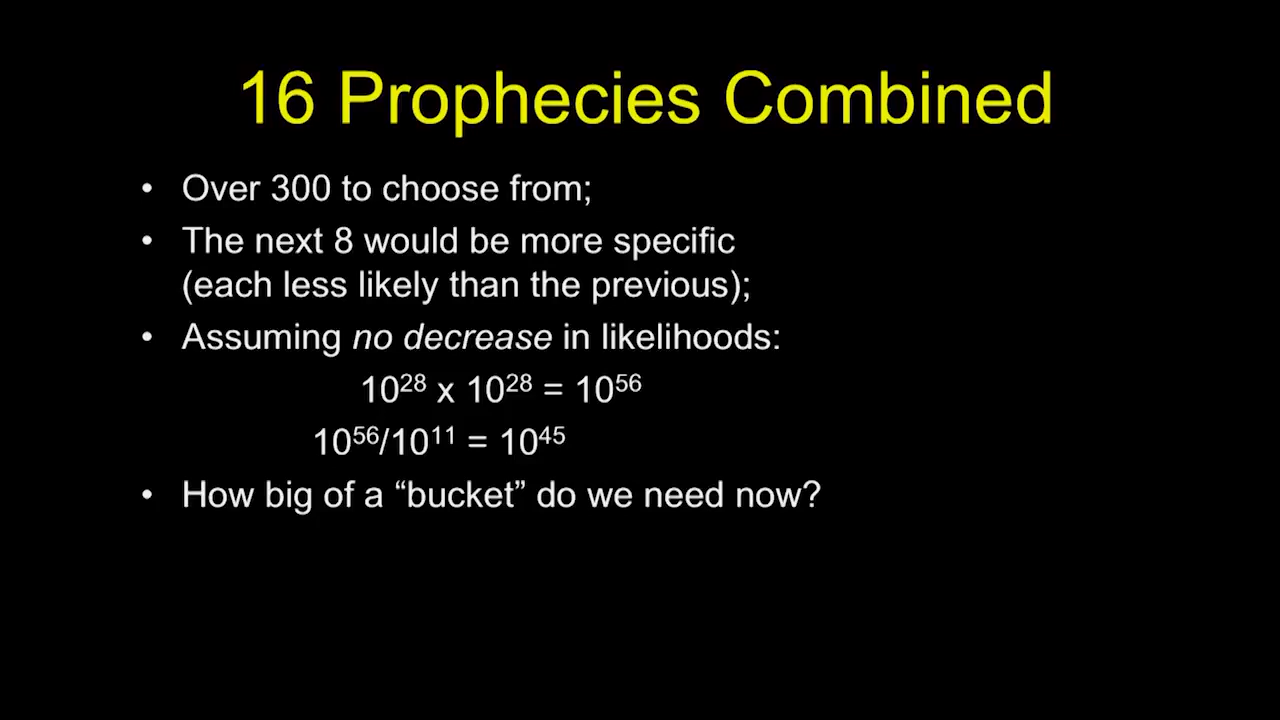 16 Prophecies Combined
• Over 300 to choose from;
• The next 8 would be more specific
(each less likely than the previous);
• Assuming no decrease in likelihoods:
10²⁸ x 10²⁸ = 10⁵⁶
10⁵⁶/10¹¹ = 10⁴⁵
• How big of a “bucket” do we need now?